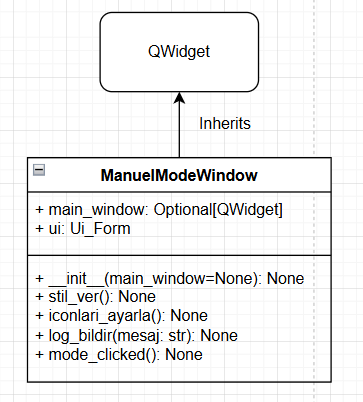 QWidget
Inherits
ManuelModeWindow
+ main_window: Optional[QWidget]
+ ui: Ui_Form
+ __init__(main_window=None): None
+ stil_ver(): None
+ iconlari_ayarla(): None
+ log_bildir(mesaj: str): None
+ mode_clicked(): None